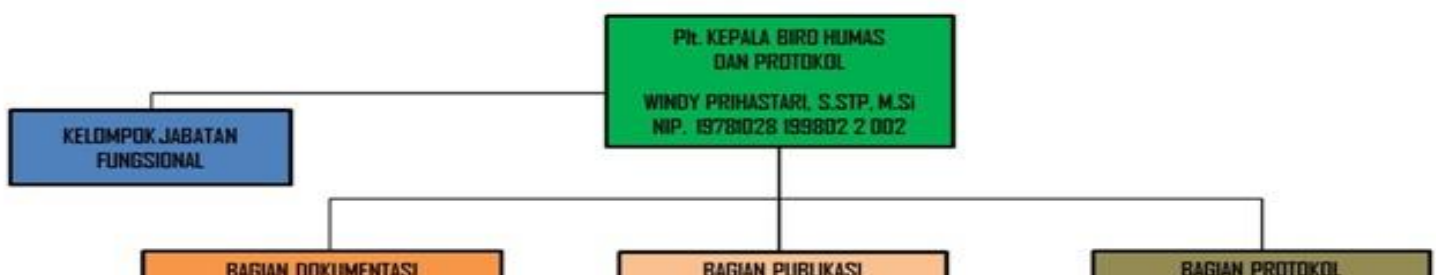 Plt. KEPALA BIRO HUMAS
DAN PROTOKOL
WINDY PRIHASTARI, S.STP, M.Si
NIP. 19781028 199802 2 002
KELOMPOK JABATAN
FUNGSIONAL
BAGIAN DOKUMENTASI
BAGIAN PUBLIKASI
BAGIAN PROTOKOL